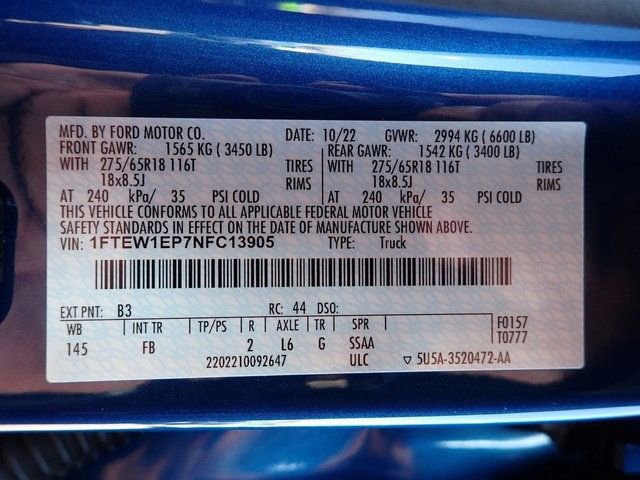 MFD. BY FORD MOTOR CO. DATE: 10/22 GVWR: 2994 KG ( 6600 LB)
FRONT GAWR: 1565 KG ( 3450 LB) REAR GAWR: 1542 KG ( 3400 LB)
WITH 275/65R18 116T TIRES WITH 275/65R18 116T TIRES
18x8.5J RIMS 18x8.5J RIMS
AT 240 kPa/ 35 PSI COLD AT 240 kPa/ 35 PSI COLD
THIS VEHICLE CONFORMS TO ALL APPLICABLE FEDERAL MOTOR VEHICLE
SAFETY STANDARDS IN EFFECT ON THE DATE OF MANUFACTURE SHOWN ABOVE.
VIN: 1FTEW1EP7NFC13905 TYPE: Truck
EXT PNT: B3 RC: 44 DSO:
WB INT TR TP/PS R AXLE TR SPR F0157
145 FB 2 L6 G SSAA T0777
2202210092647 ULC ▽ 5U5A-3520472-AA